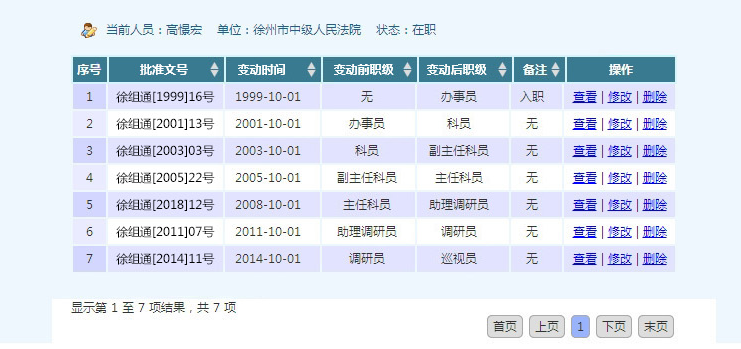 当前人员：高憬宏 单位：徐州市中级人民法院 状态：在职
序号 批准文号 变动时间 变动前职级 变动后职级 备注 操作
1 徐组通[1999]16号 1999-10-01 无 办事员 入职 查看 | 修改 | 删除
2 徐组通[2001]13号 2001-10-01 办事员 科员 无 查看 | 修改 | 删除
3 徐组通[2003]03号 2003-10-01 科员 副主任科员 无 查看 | 修改 | 删除
4 徐组通[2005]22号 2005-10-01 副主任科员 主任科员 无 查看 | 修改 | 删除
5 徐组通[2018]12号 2008-10-01 主任科员 助理调研员 无 查看 | 修改 | 删除
6 徐组通[2011]07号 2011-10-01 助理调研员 调研员 无 查看 | 修改 | 删除
7 徐组通[2014]11号 2014-10-01 调研员 巡视员 无 查看 | 修改 | 删除
显示第 1 至 7 项结果，共 7 项
首页 上页 1 下页 末页